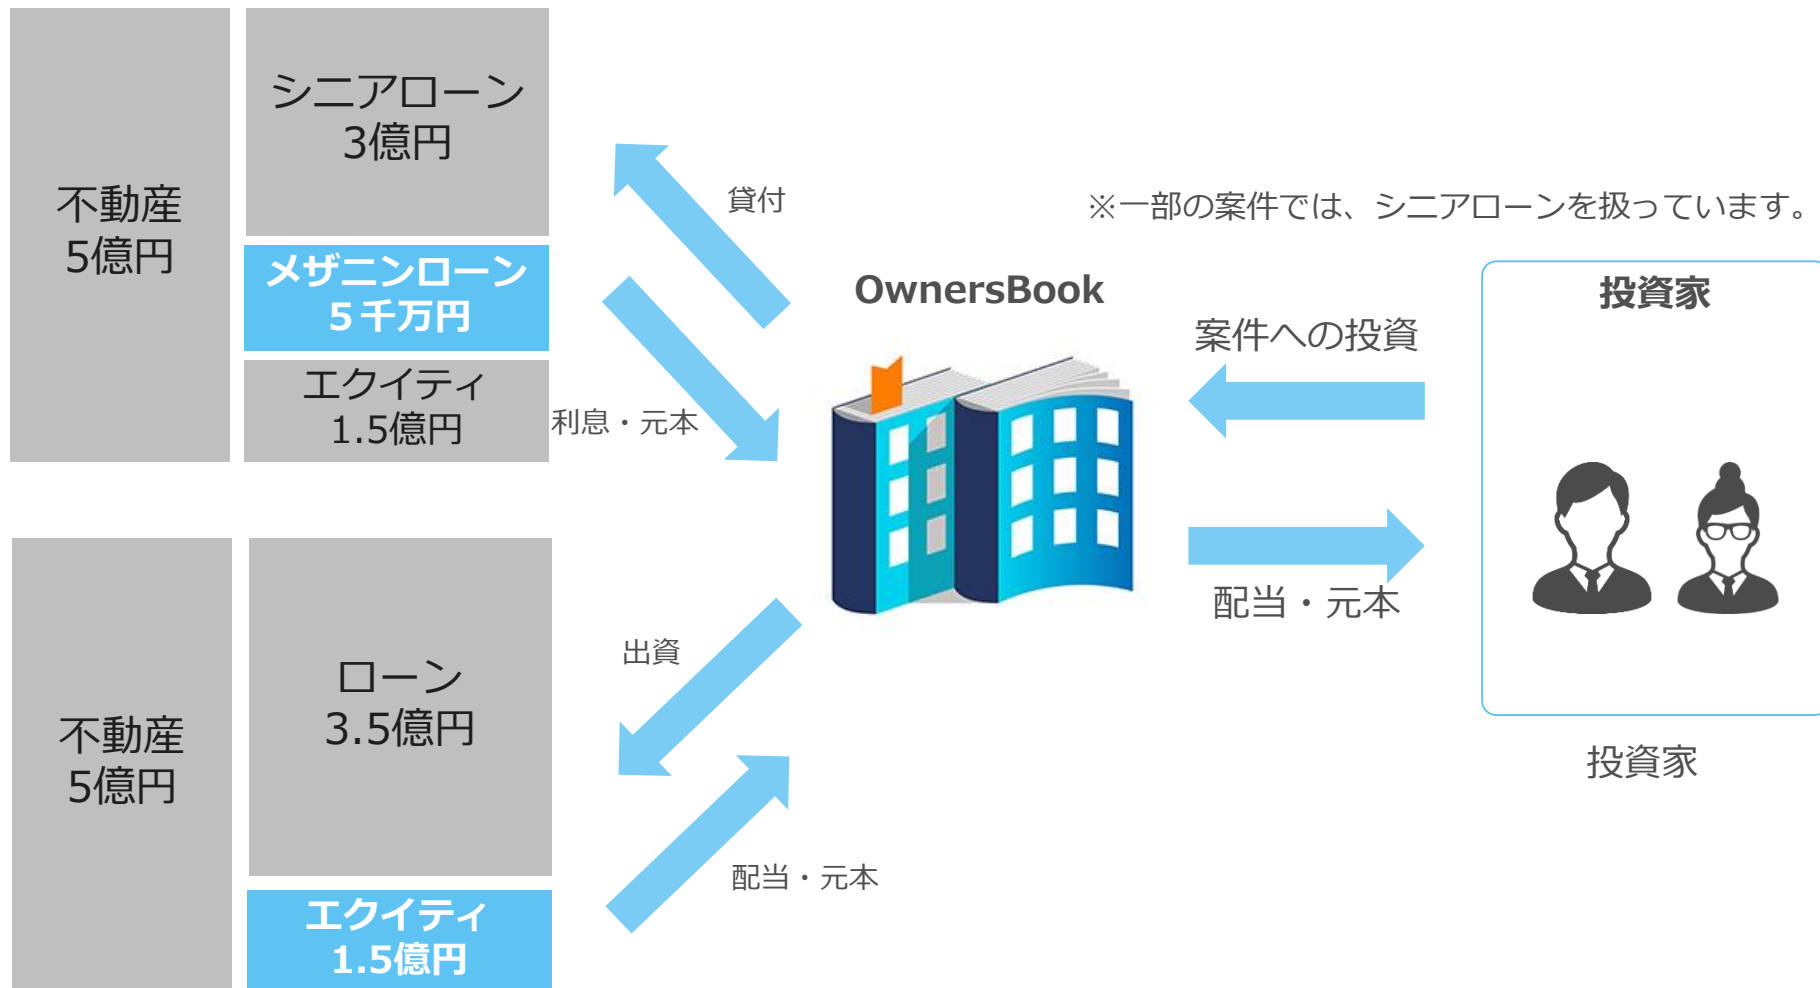 不動産
5億円
シニアローン
3億円
メザニンローン
５千万円
エクイティ
1.5億円
貸付
利息・元本
※一部の案件では、シニアローンを扱っています。
OwnersBook
案件への投資
配当・元本
投資家
投資家
不動産
5億円
ローン
3.5億円
エクイティ
1.5億円
出資
配当・元本